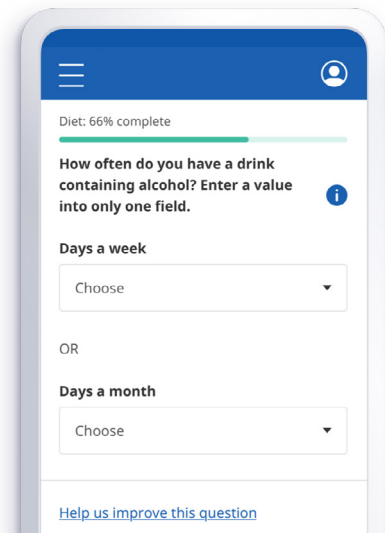 Diet: 66% complete
How often do you have a drink
containing alcohol? Enter a value
into only one field.
i
Days a week
Choose
OR
Days a month
Choose
Help us improve this question